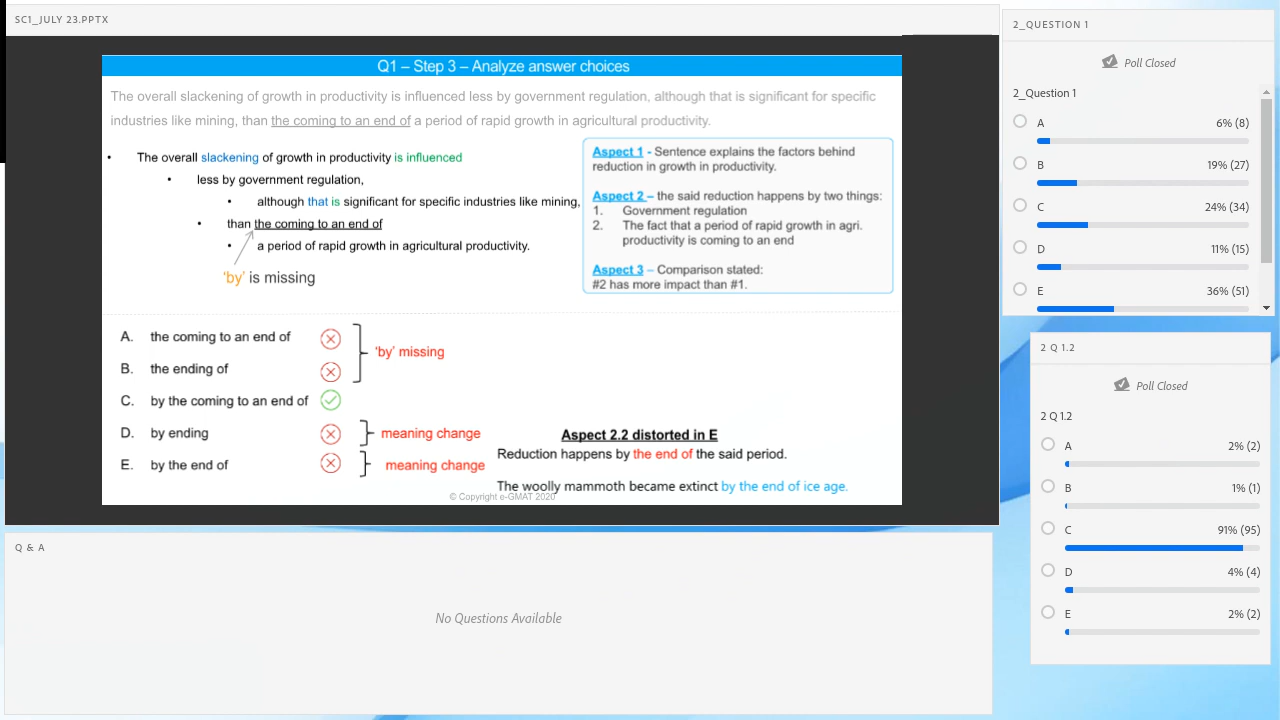 SC1_JULY 23.PPTX
Q1 – Step 3 – Analyze answer choices
The overall slackening of growth in productivity is influenced less by government regulation, although that is significant for specific
industries like mining, than the coming to an end of a period of rapid growth in agricultural productivity.
• The overall slackening of growth in productivity is influenced
• less by government regulation,
• although that is significant for specific industries like mining,
• than the coming to an end of
• a period of rapid growth in agricultural productivity.
'by' is missing
Aspect 1 - Sentence explains the factors behind
reduction in growth in productivity.
Aspect 2 – the said reduction happens by two things:
1. Government regulation
2. The fact that a period of rapid growth in agri.
productivity is coming to an end
Aspect 3 – Comparison stated:
#2 has more impact than #1.
A. the coming to an end of
B. the ending of
'by' missing
C. by the coming to an end of
D. by ending
meaning change
E. by the end of
meaning change
Aspect 2.2 distorted in E
Reduction happens by the end of the said period.
The woolly mammoth became extinct by the end of ice age.
© Copyright e-GMAT 2020
Q & A
No Questions Available
2_QUESTION 1
Poll Closed
2_Question 1
A 6% (8)
B 19% (27)
C 24% (34)
D 11% (15)
E 36% (51)
2 Q 1.2
Poll Closed
2 Q 1.2
A 2% (2)
B 1% (1)
C 91% (95)
D 4% (4)
E 2% (2)